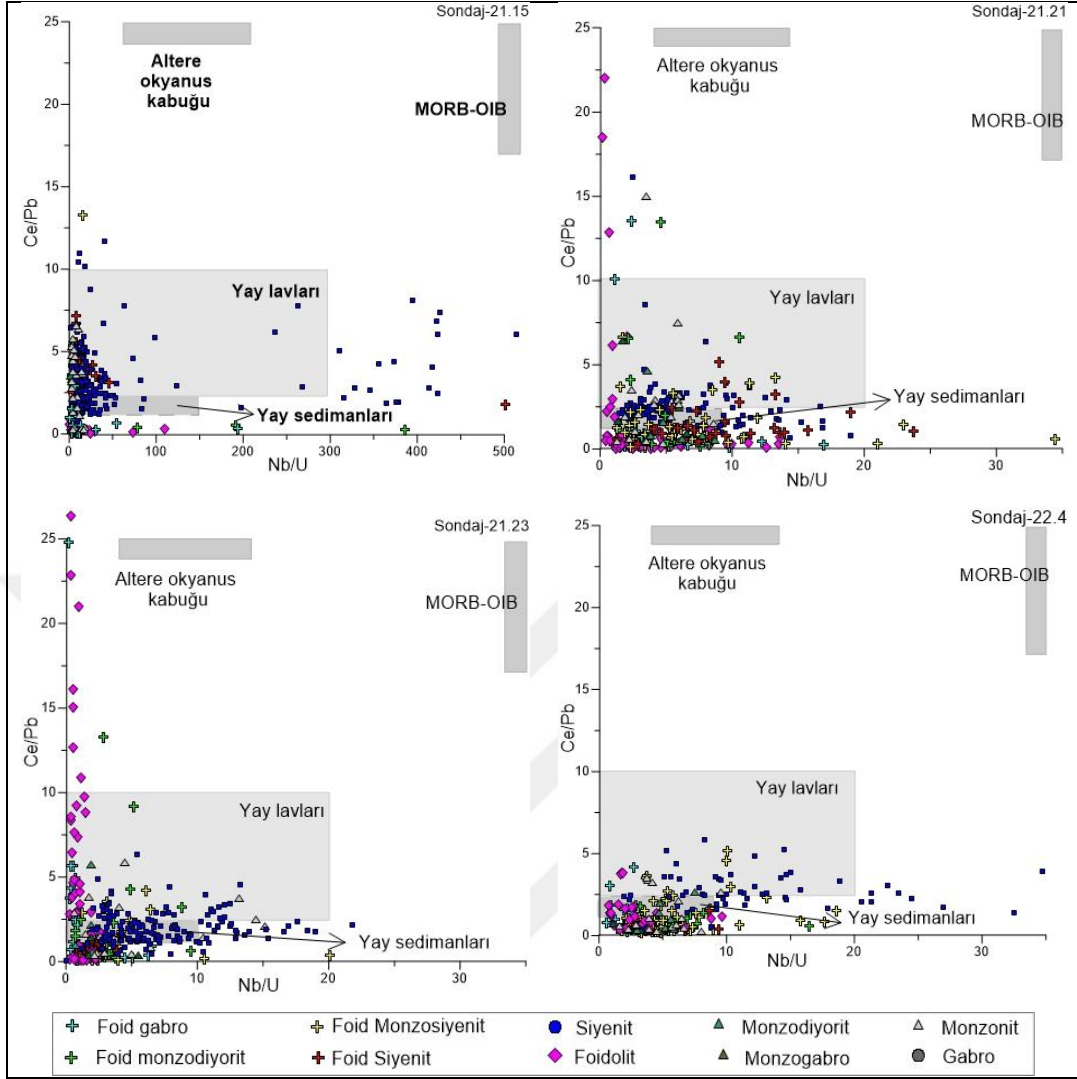 Sondaj-21.15
25
20
15
10
5
0
Ce/Pb
Altere
okyanus
kabuğu
MORB-OIB
Yay lavları
Yay sedimanları
0
100
200
300
400
500
Nb/U
Sondaj-21.21
25
20
15
10
5
0
Ce/Pb
Altere okyanus
kabuğu
MORB-OIB
Yay lavları
Yay sedimanları
0
10
20
30
Nb/U
Sondaj-21.23
25
20
15
10
5
0
Ce/Pb
Altere okyanus
kabuğu
MORB-OIB
Yay lavları
Yay sedimanları
0
10
20
30
Nb/U
Sondaj-22.4
25
20
15
10
5
0
Ce/Pb
Altere okyanus
kabuğu
MORB-OIB
Yay lavları
Yay sedimanları
0
10
20
30
Nb/U
Foid gabro
Foid Monzosiyenit
Siyenit
Monzodiyorit
Monzonit
Foid monzodiyorit
Foid Siyenit
Foidolit
Monzogabro
Gabro